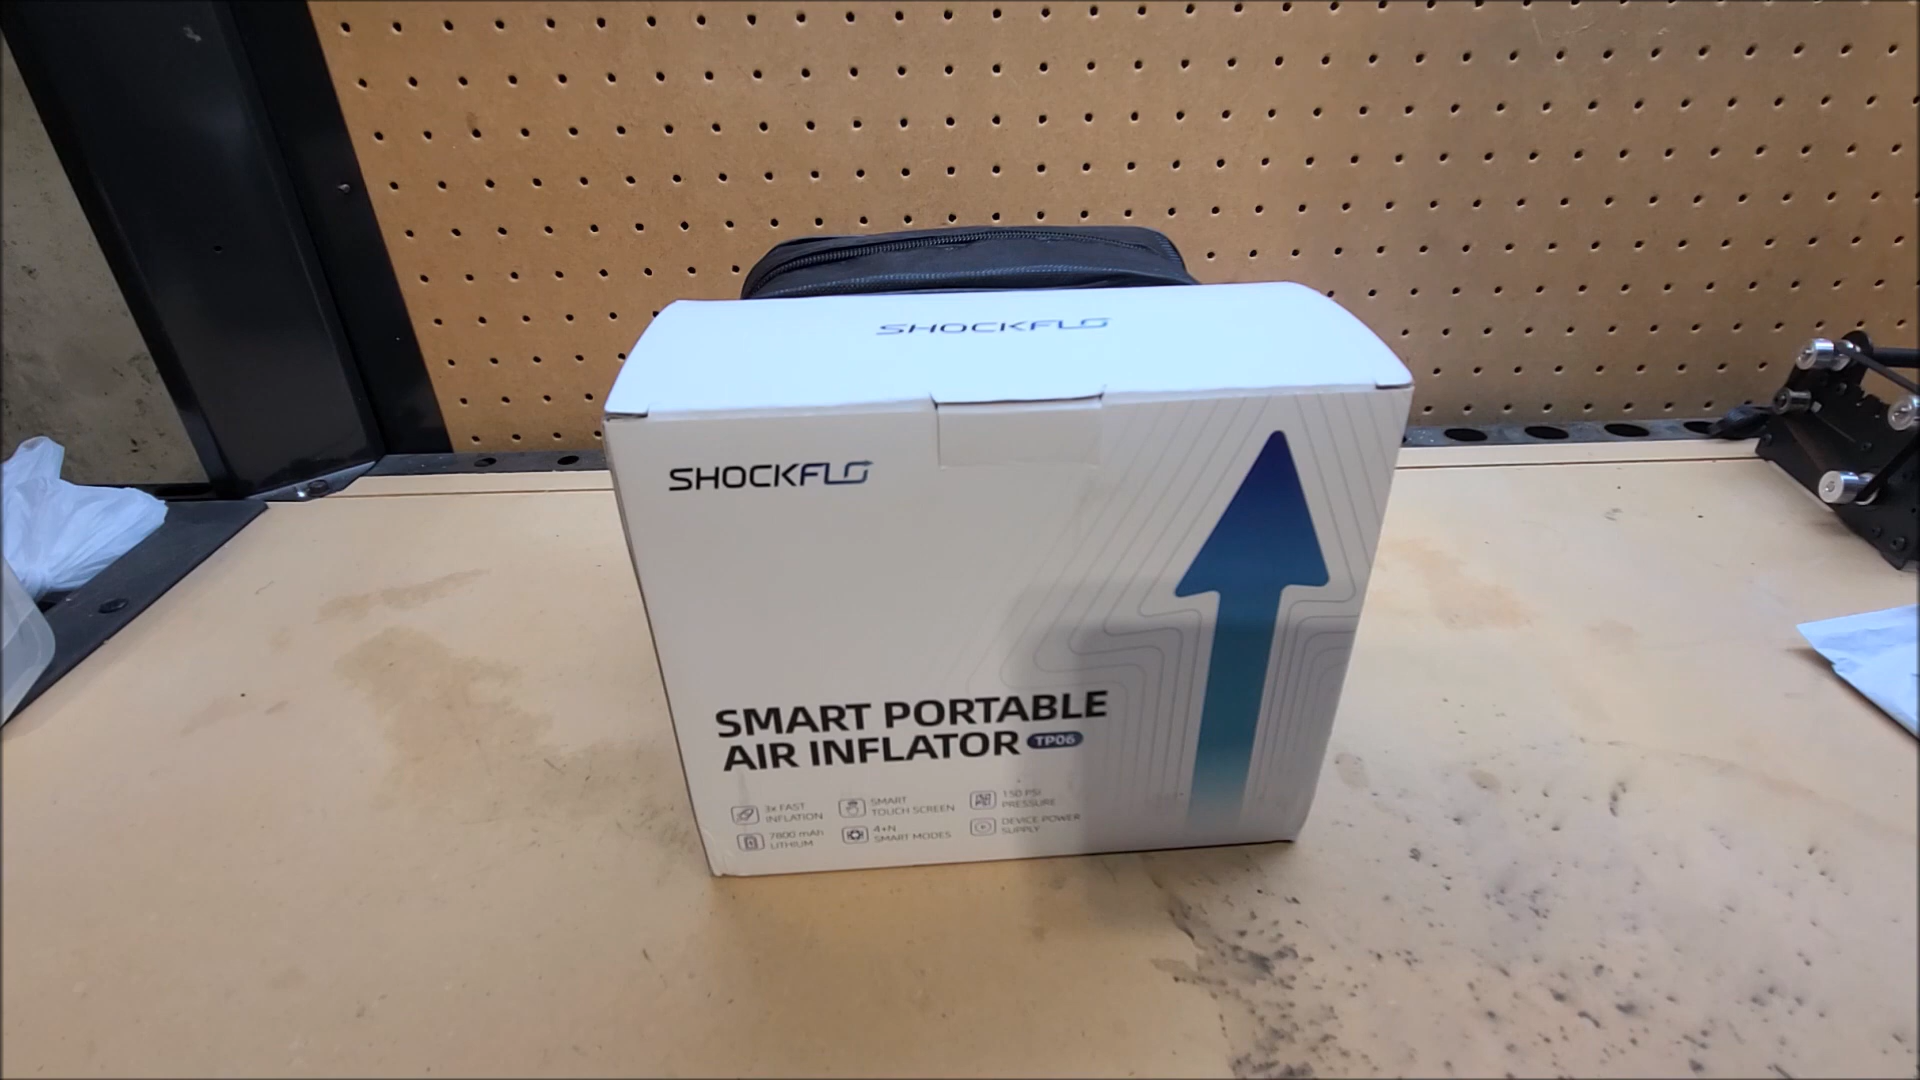 SHOCKFLO
SHOCKFLO
SMART PORTABLE
AIR INFLATOR TP06
3x FAST
INFLATION
SMART
TOUCH SCREEN
150 PSI
PRESSURE
7800 mAh
LITHIUM
4+N
SMART MODES
DEVICE POWER
SUPPLY